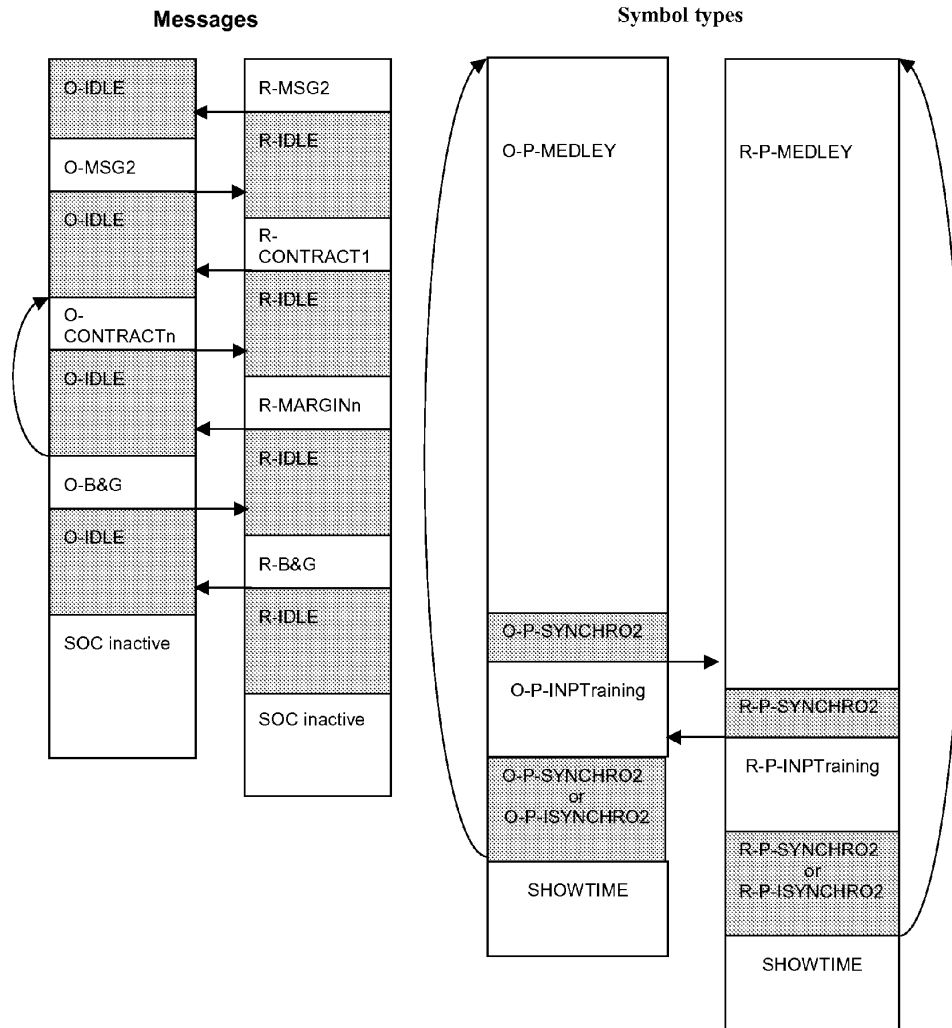 Messages
Symbol types
O-IDLE
O-MSG2
O-IDLE
O-
CONTRACTn
O-IDLE
O-B&G
O-IDLE
SOC inactive
R-MSG2
R-IDLE
R-
CONTRACT1
R-IDLE
R-MARGINn
R-IDLE
R-B&G
R-IDLE
SOC inactive
O-P-MEDLEY
O-P-SYNCHRO2
O-P-INPTraining
O-P-SYNCHRO2
or
O-P-ISYNCHRO2
SHOWTIME
R-P-MEDLEY
R-P-SYNCHRO2
R-P-INPTraining
R-P-SYNCHRO2
or
R-P-ISYNCHRO2
SHOWTIME